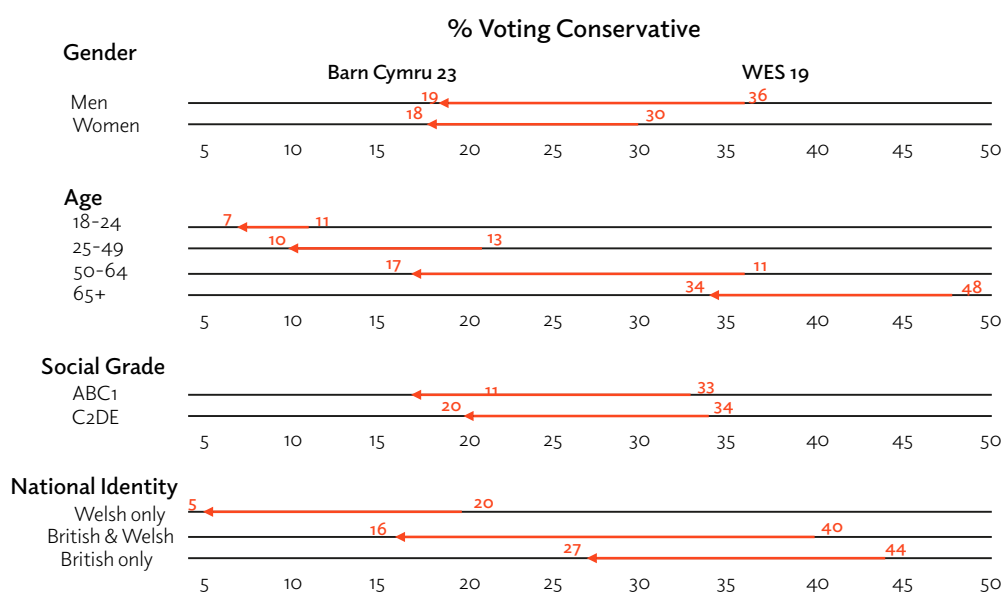 % Voting Conservative
Gender
Barn Cymru 23 WES 19
Men 19 36
Women 18 30
5 10 15 20 25 30 35 40 45 50
Age
18-24 7 11
25-49 10 13
50-64 17 11
65+ 34 48
5 10 15 20 25 30 35 40 45 50
Social Grade
ABC1 11 33
C2DE 20 34
5 10 15 20 25 30 35 40 45 50
National Identity
Welsh only 5 20
British & Welsh 16 40
British only 27 44
5 10 15 20 25 30 35 40 45 50